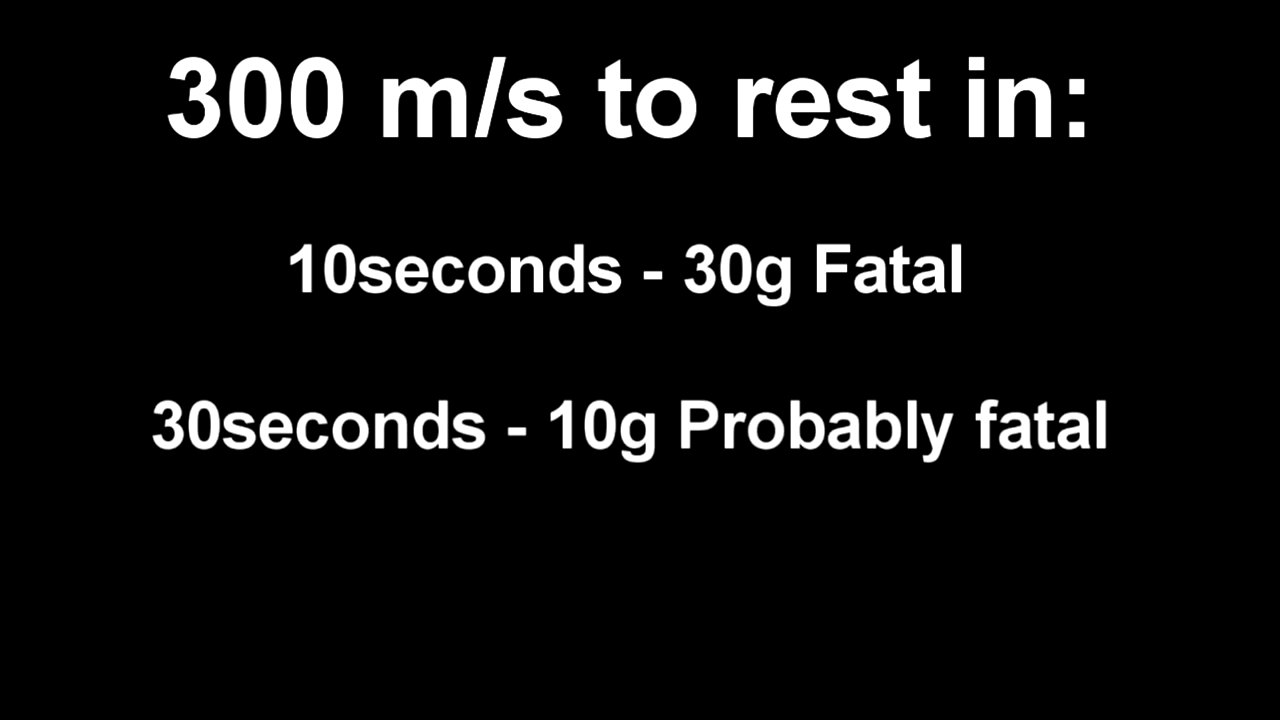 300 m/s to rest in:
10seconds - 30g Fatal
30seconds - 10g Probably fatal